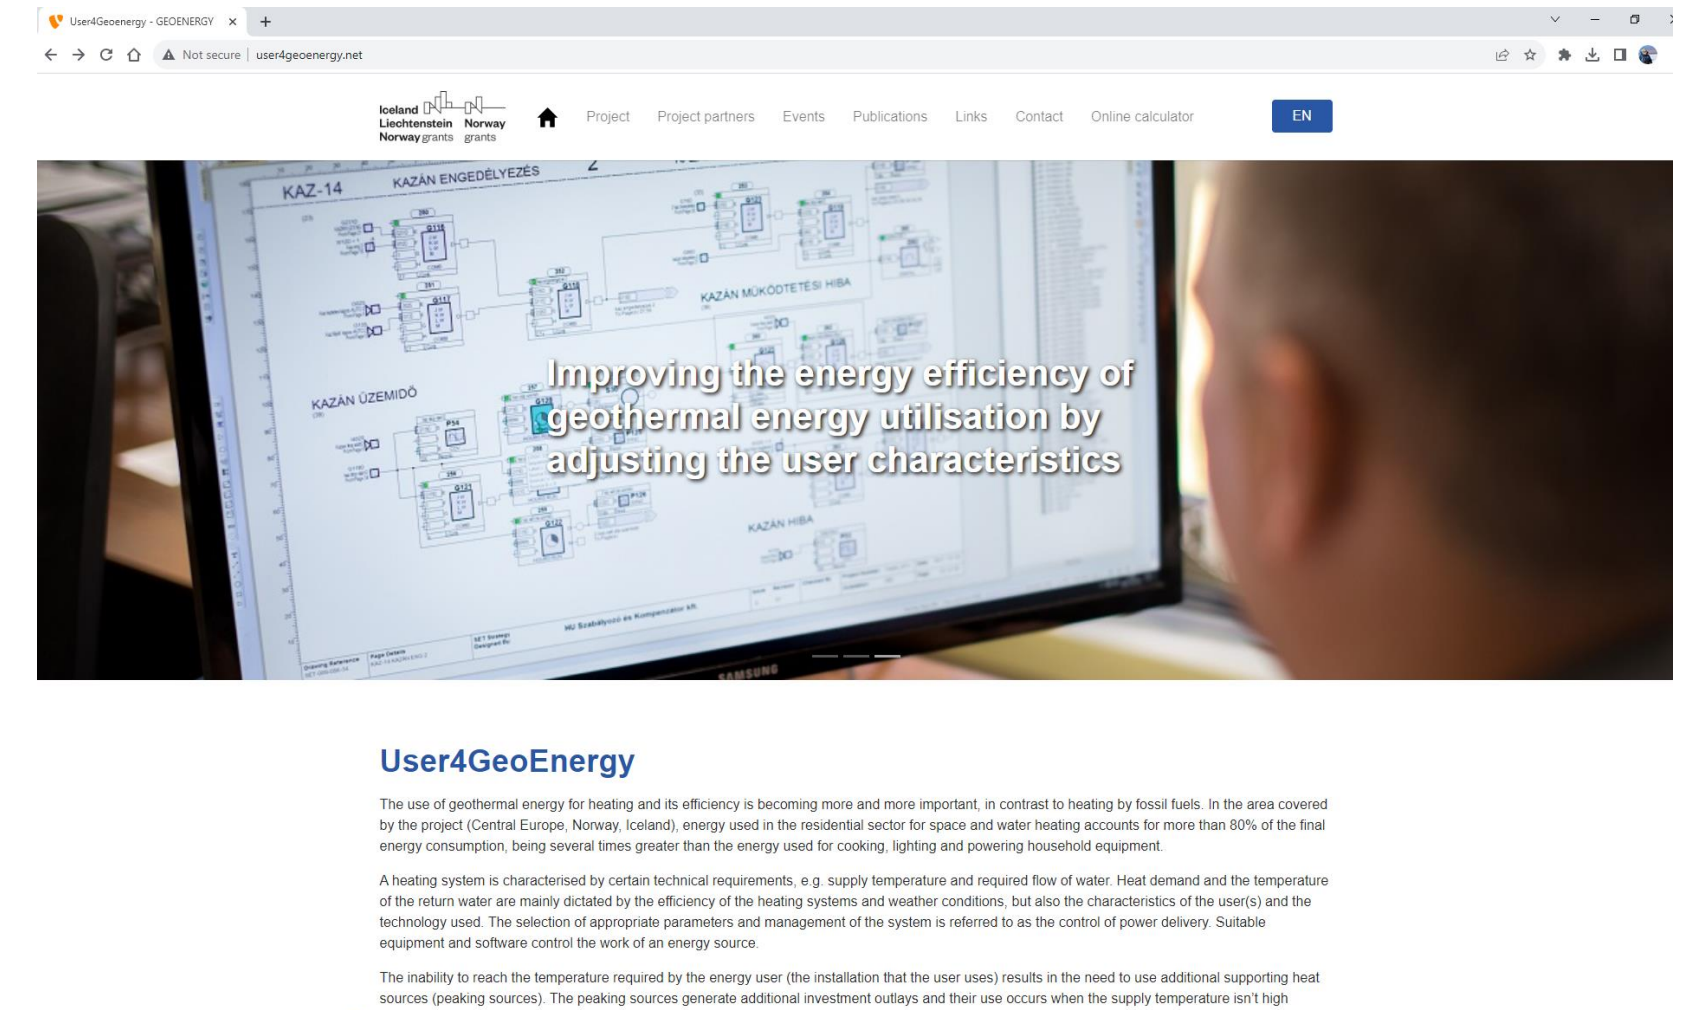 User4Geoenergy - GEOENERGY
Not secure
user4geoenergy.net
Iceland
Liechtenstein Norway
Norway grants grants
Project Project partners Events Publications Links Contact Online calculator EN
KAZ-14 KAZÁN ENGEDÉLYEZÉS 2
KAZÁN MŰKÖDTETÉSI HIBA
KAZÁN ÜZEMIDŐ
Improving the energy efficiency of
geothermal energy utilisation by
adjusting the user characteristics
KAZÁN HIBA
HU Szabályozó és Kompenzátor kft.
SAMSUNG
User4GeoEnergy
The use of geothermal energy for heating and its efficiency is becoming more and more important, in contrast to heating by fossil fuels. In the area covered
by the project (Central Europe, Norway, Iceland), energy used in the residential sector for space and water heating accounts for more than 80% of the final
energy consumption, being several times greater than the energy used for cooking, lighting and powering household equipment.
A heating system is characterised by certain technical requirements, e.g. supply temperature and required flow of water. Heat demand and the temperature
of the return water are mainly dictated by the efficiency of the heating systems and weather conditions, but also the characteristics of the user(s) and the
technology used. The selection of appropriate parameters and management of the system is referred to as the control of power delivery. Suitable
equipment and software control the work of an energy source.
The inability to reach the temperature required by the energy user (the installation that the user uses) results in the need to use additional supporting heat
sources (peaking sources). The peaking sources generate additional investment outlays and their use occurs when the supply temperature isn't high